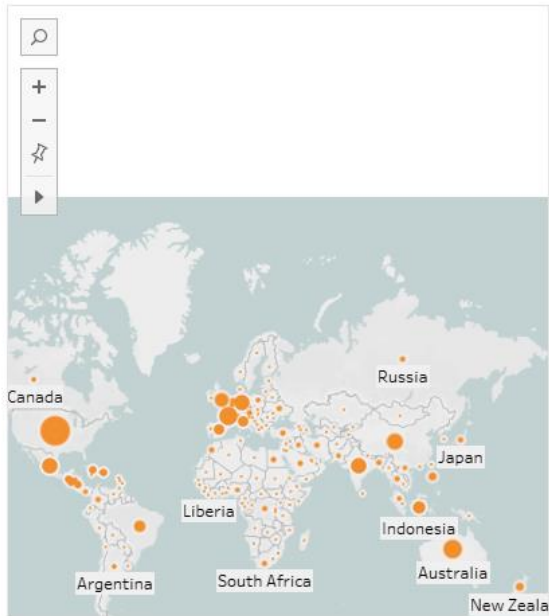 Russia
Canada
Japan
Liberia
Indonesia
Australia
South Africa
Argentina
New Zeala